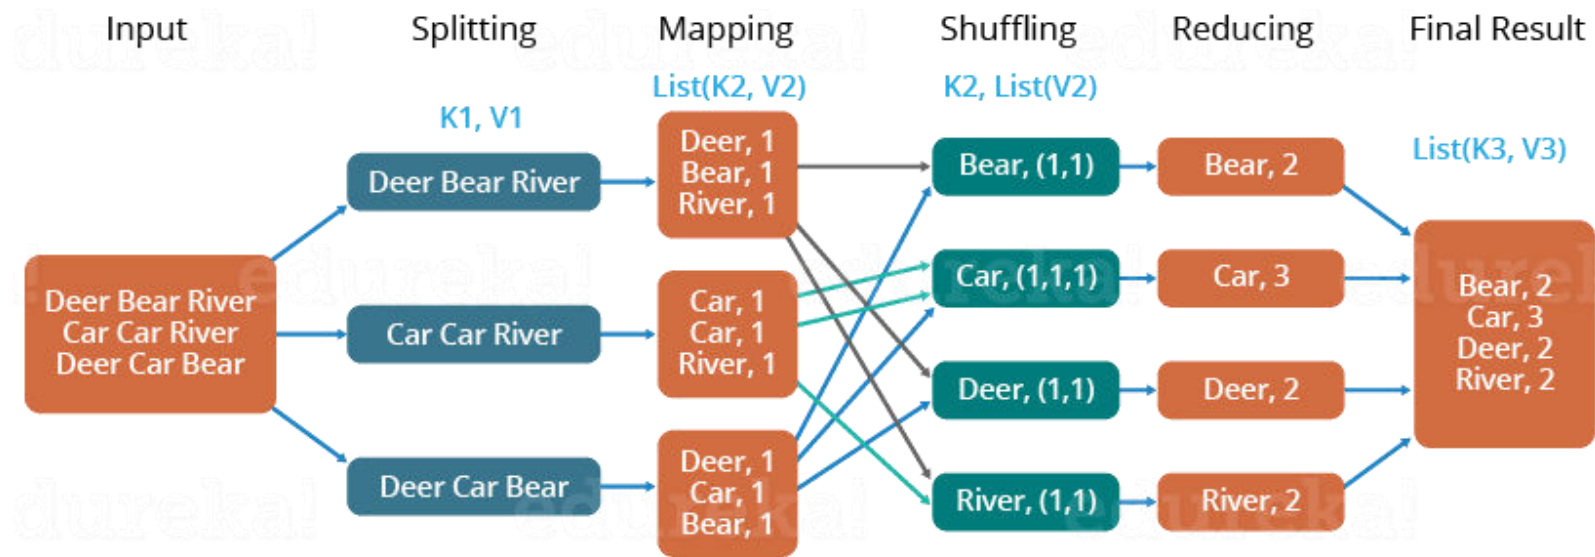 Input
Splitting
Mapping
Shuffling
Reducing
Final Result
K1, V1
List(K2, V2)
K2, List(V2)
List(K3, V3)
Deer Bear River
Car Car River
Deer Car Bear
Deer Bear River
Car Car River
Deer Car Bear
Deer, 1
Bear, 1
River, 1
Car, 1
Car, 1
River, 1
Deer, 1
Car, 1
Bear, 1
Bear, (1,1)
Car, (1,1,1)
Deer, (1,1)
River, (1,1)
Bear, 2
Car, 3
Deer, 2
River, 2
Bear, 2
Car, 3
Deer, 2
River, 2
edureka!